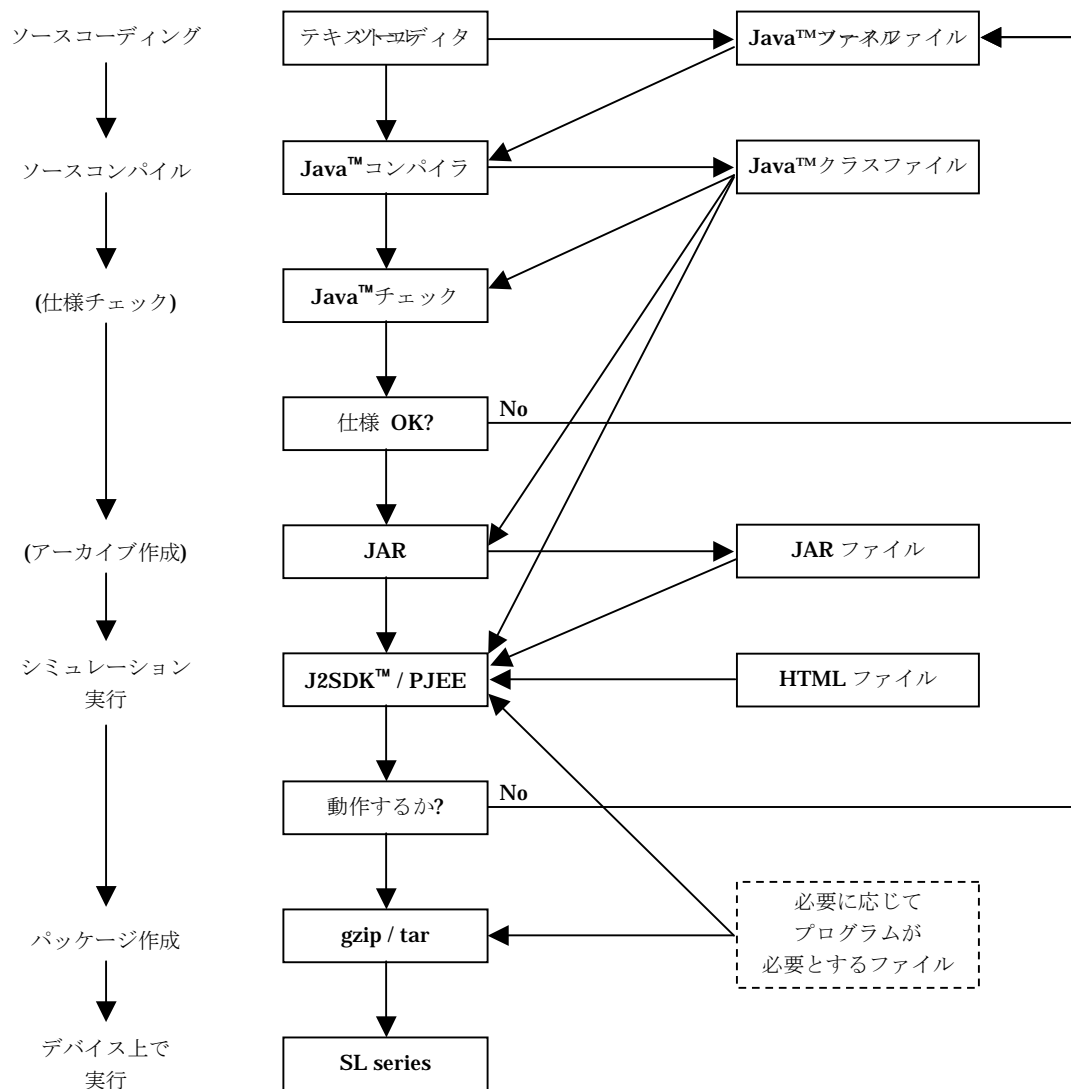 ソースコーディング
テキストエディタ
Java™ソースファイル
ソースコンパイル
Java™コンパイラ
Java™クラスファイル
(仕様チェック)
Java™チェック
仕様 OK?
No
(アーカイブ作成)
JAR
JAR ファイル
シミュレーション
実行
J2SDK™ / PJEE
HTML ファイル
動作するか?
No
パッケージ作成
gzip / tar
必要に応じて
プログラムが
必要とするファイル
デバイス上で
実行
SL series